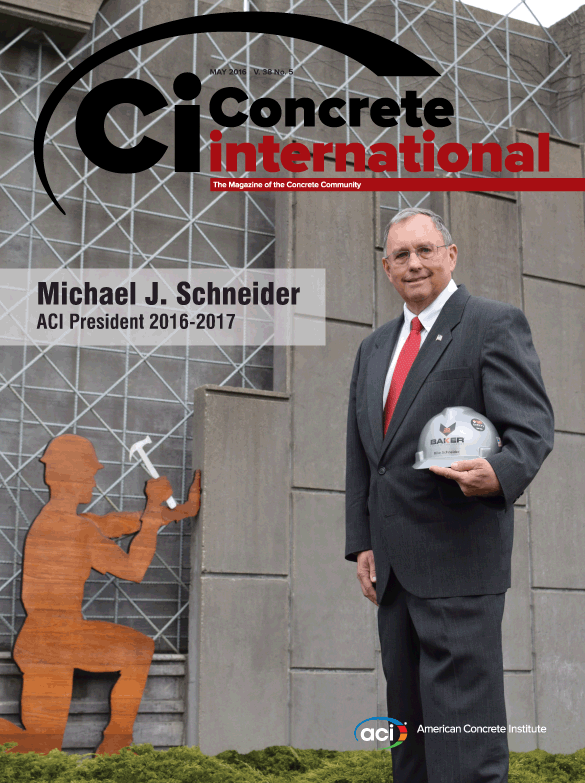 MAY 2016 V. 38 No. 5
Ci Concrete
international
The Magazine of the Concrete Community
Michael J. Schneider
ACI President 2016-2017
BAKER
aci American Concrete Institute